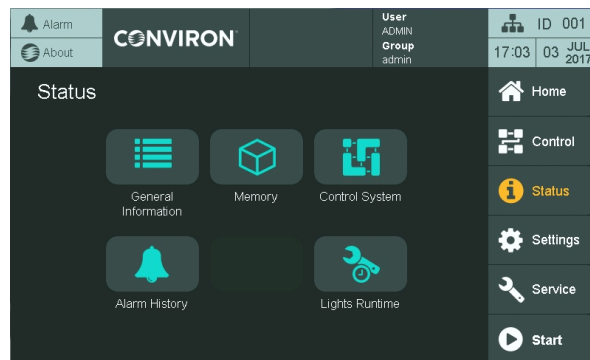 Alarm
About
CONVIRON
User
ADMIN
Group
admin
ID 001
17:03 03 JUL 2017
Status
General
Information
Memory
Control System
Alarm History
Lights Runtime
Home
Control
Status
Settings
Service
Start